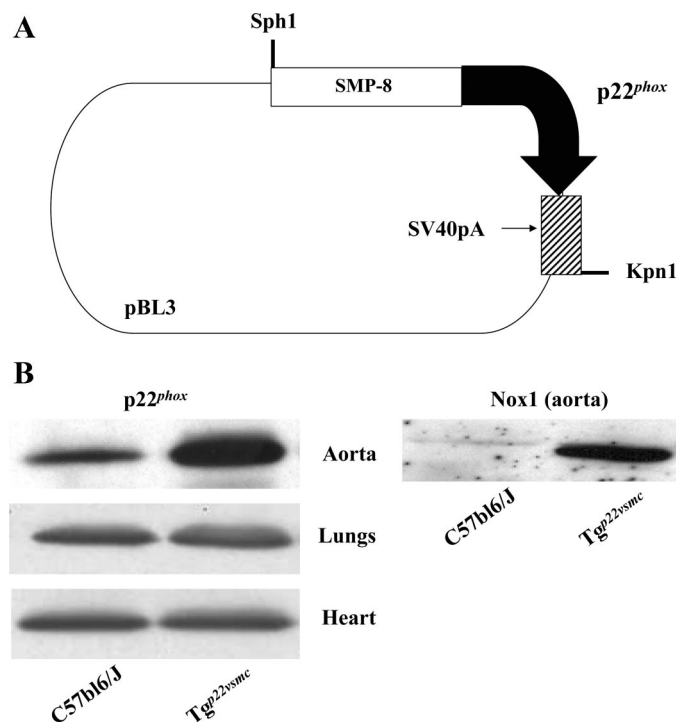 A
Sph1
SMP-8
p22phox
SV40pA
Kpn1
pBL3
B
p22phox
Nox1 (aorta)
Aorta
Lungs
Heart
C57bl6/J
Tgp22vsmc
C57bl6/J
Tgp22vsmc